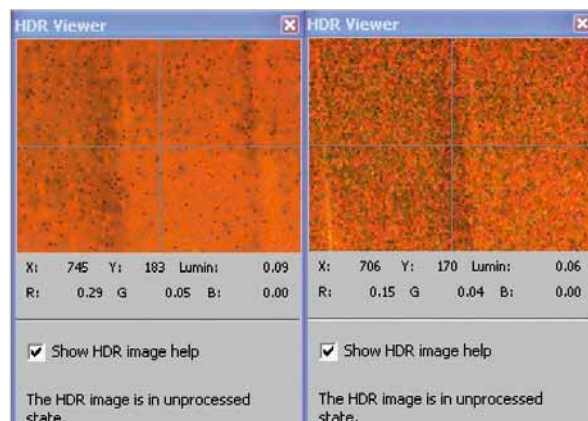 HDR Viewer
X: 745 Y: 183 Lumin: 0.09
R: 0.29 G 0.05 B: 0.00
Show HDR image help
The HDR image is in unprocessed
state.
HDR Viewer
X: 706 Y: 170 Lumin: 0.06
R: 0.15 G 0.04 B: 0.00
Show HDR image help
The HDR image is in unprocessed
state.